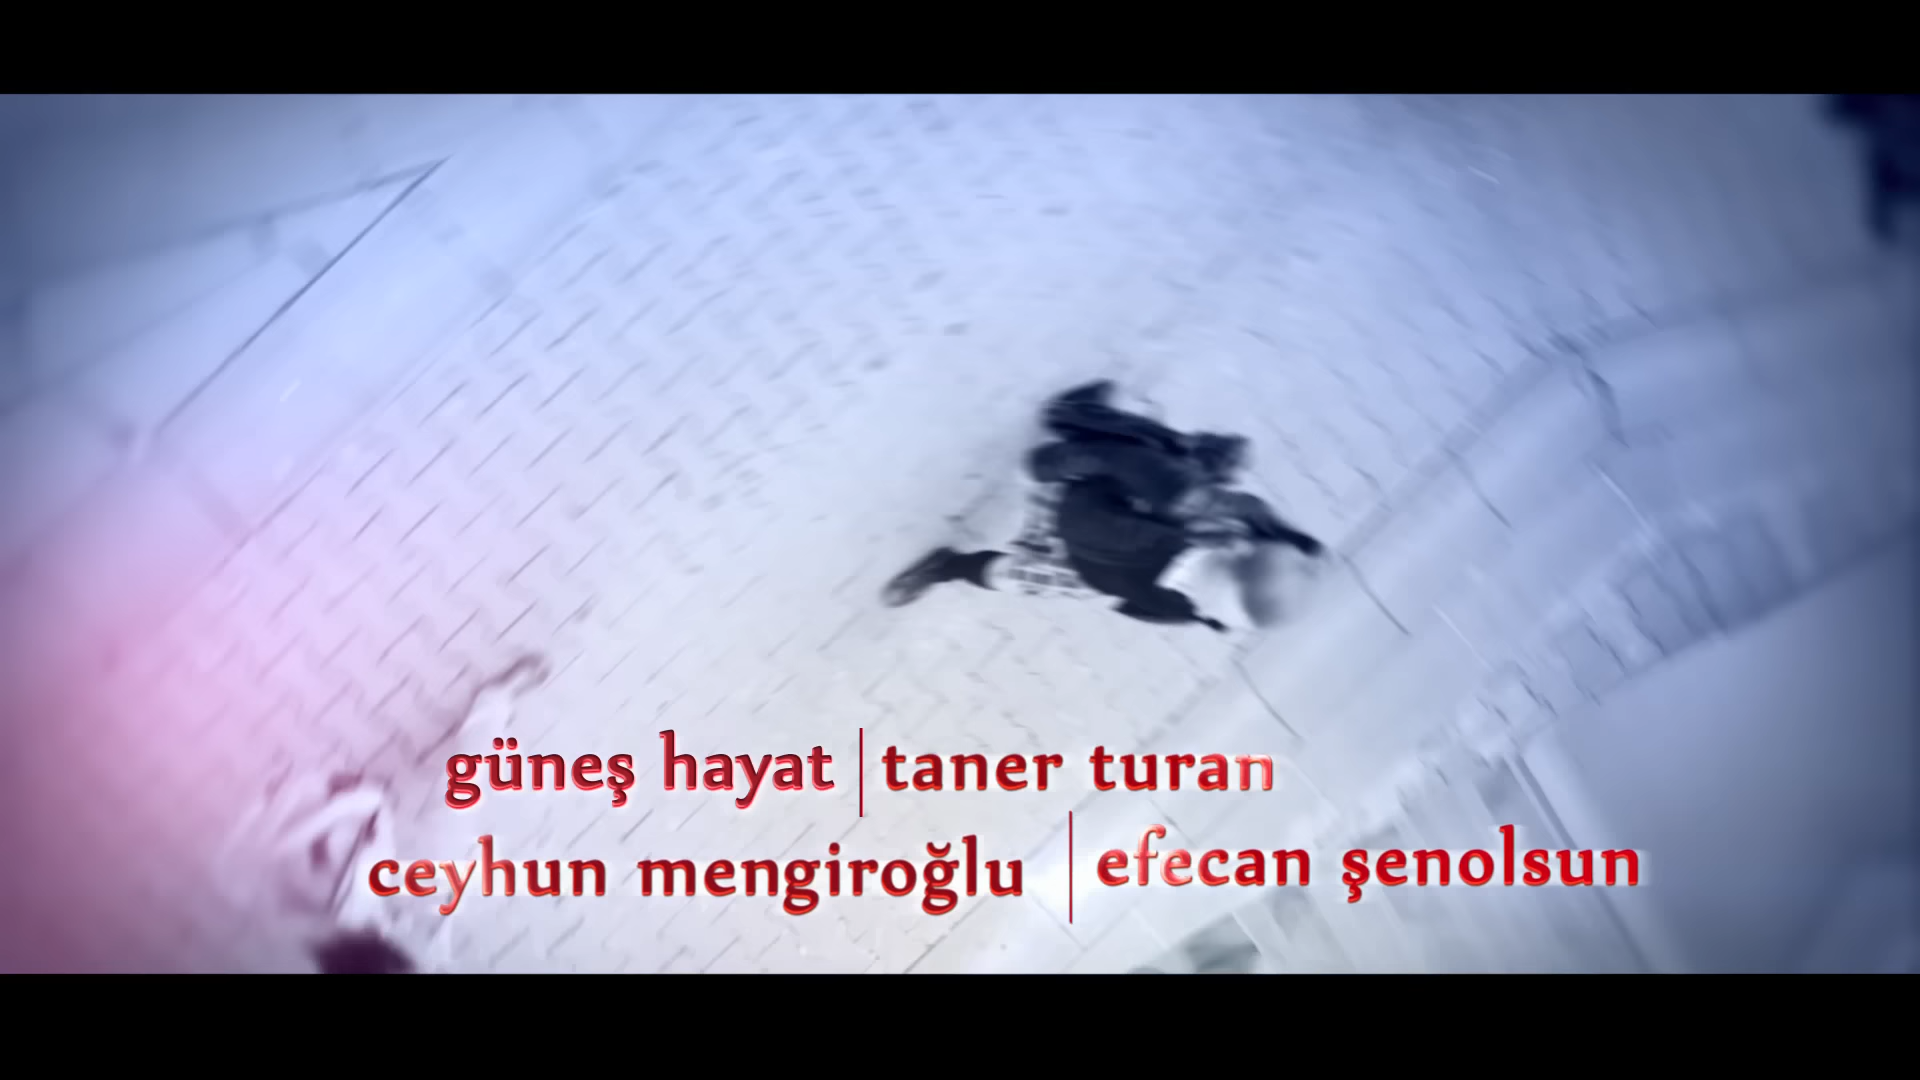 güneş hayat | taner turan
ceyhun mengiroğlu | efecan şenolsun